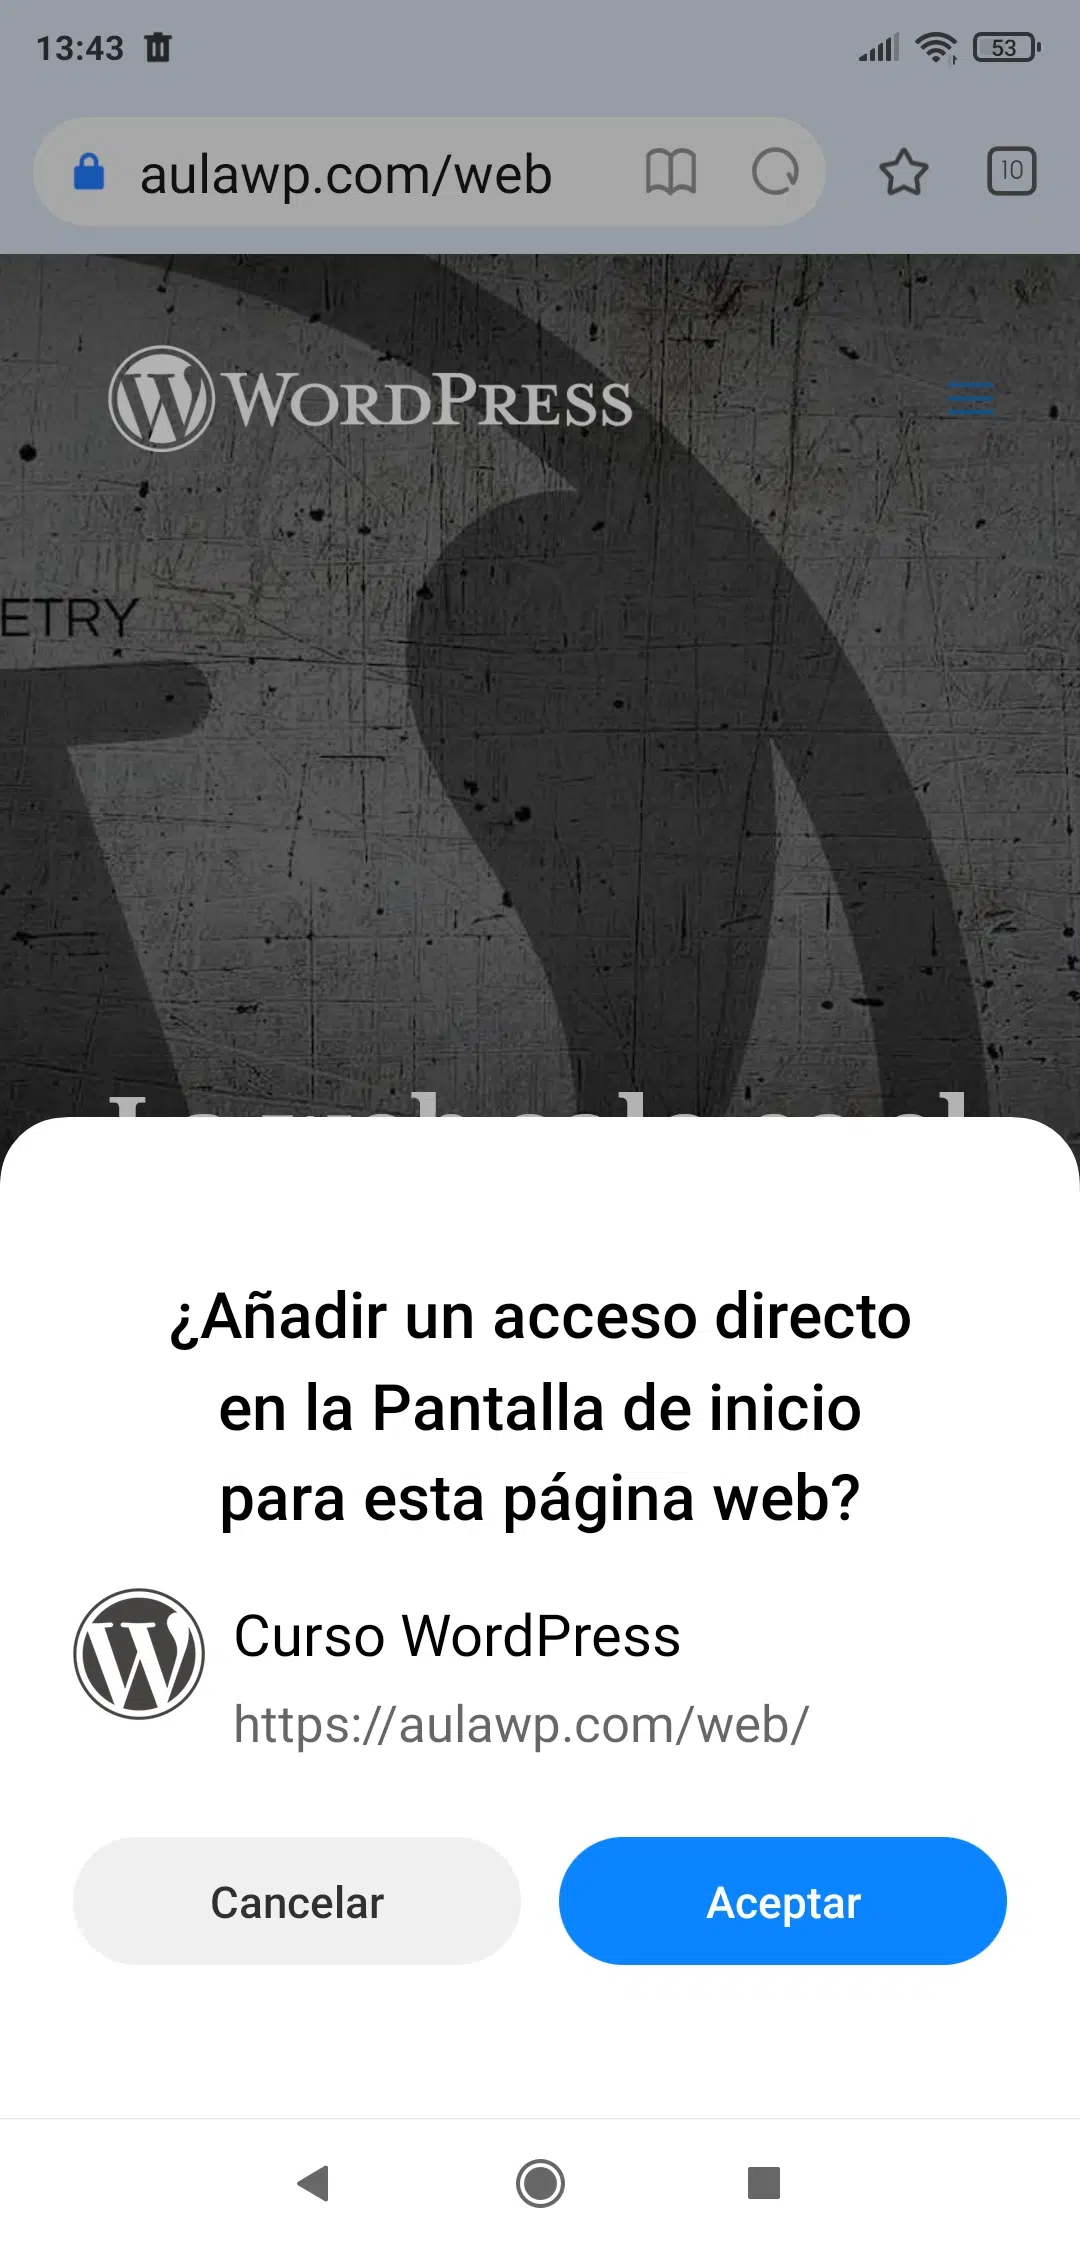 13:43
53
aulawp.com/web
10
WORDPRESS
ETRY
¿Añadir un acceso directo
en la Pantalla de inicio
para esta página web?
Curso WordPress
https://aulawp.com/web/
Cancelar
Aceptar